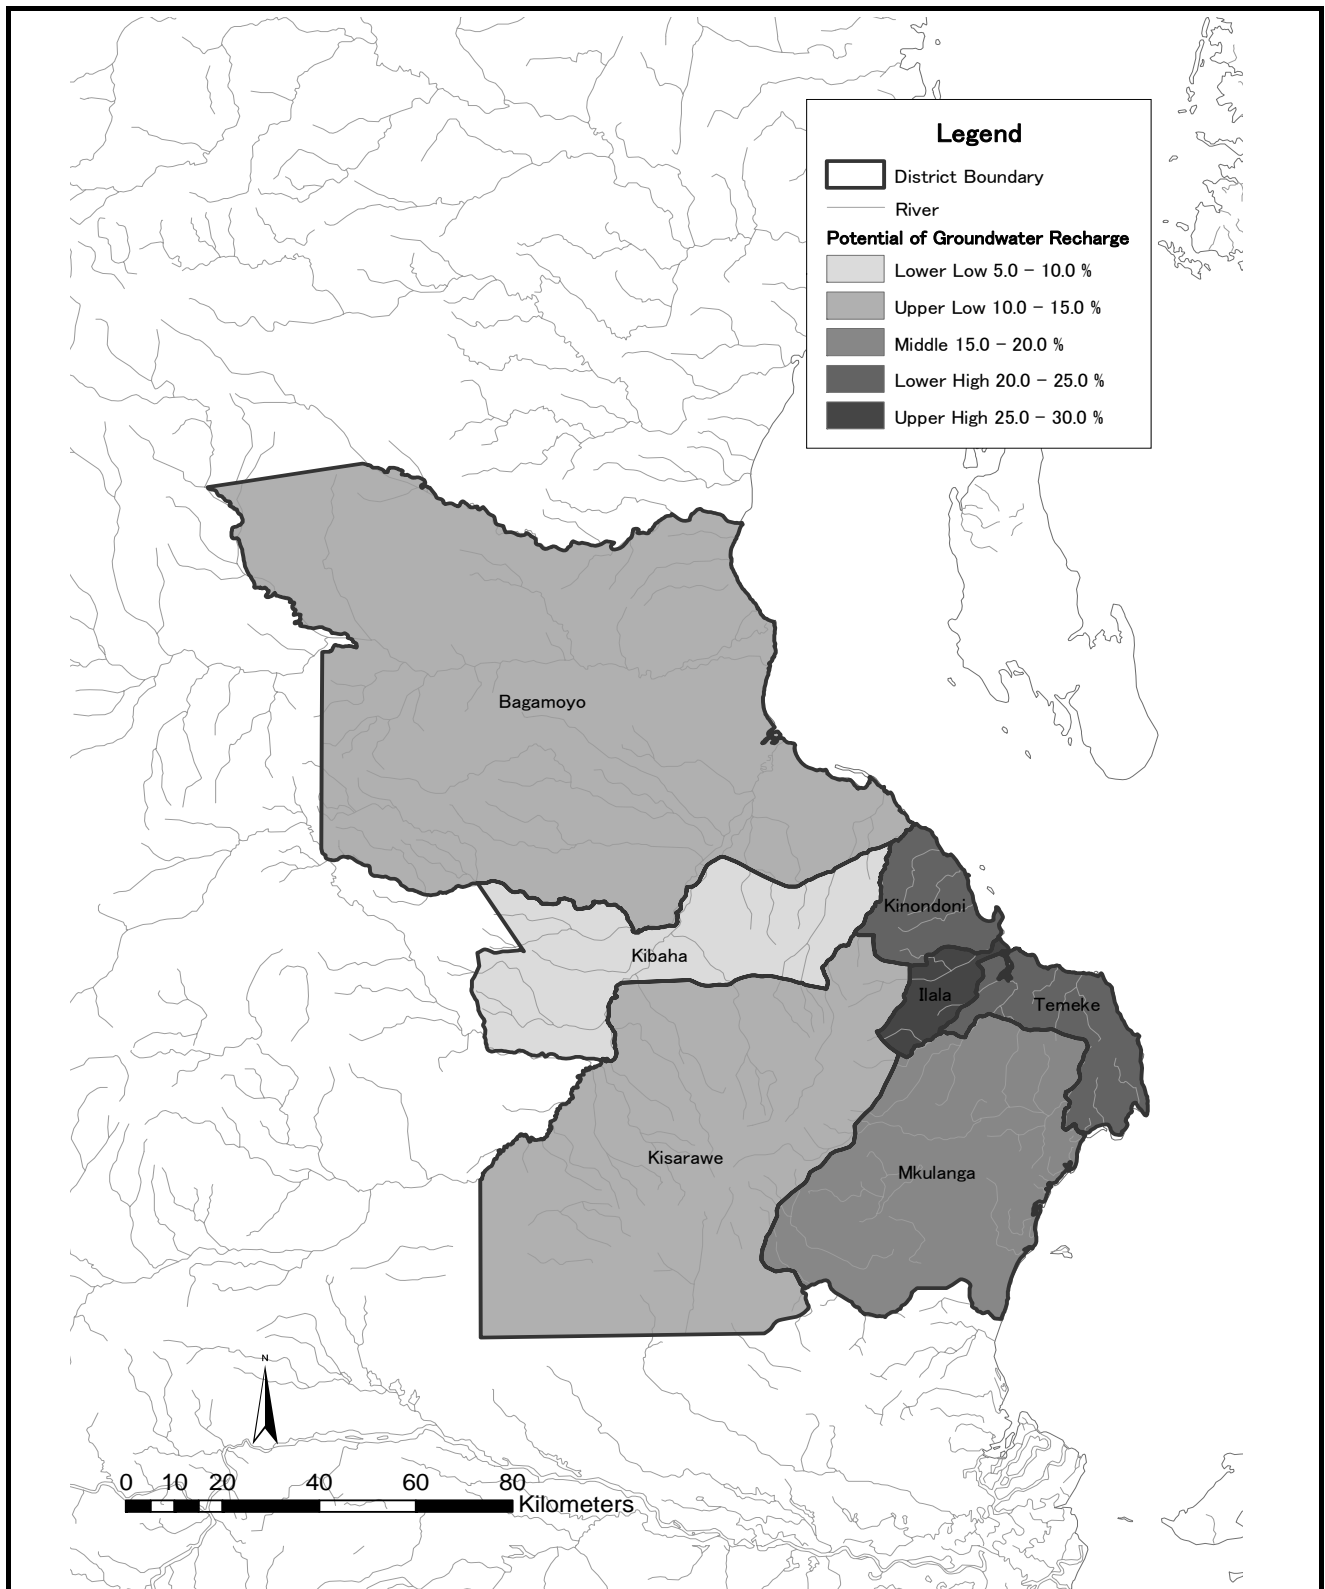 Legend
District Boundary
River
Potential of Groundwater Recharge
Lower Low 5.0 - 10.0 %
Upper Low 10.0 - 15.0 %
Middle 15.0 - 20.0 %
Lower High 20.0 - 25.0 %
Upper High 25.0 - 30.0 %
Bagamoyo
Kinondoni
Kibaha
Ilala
Temeke
Kisarawe
Mkulanga
N
0 10 20 40 60 80
Kilometers